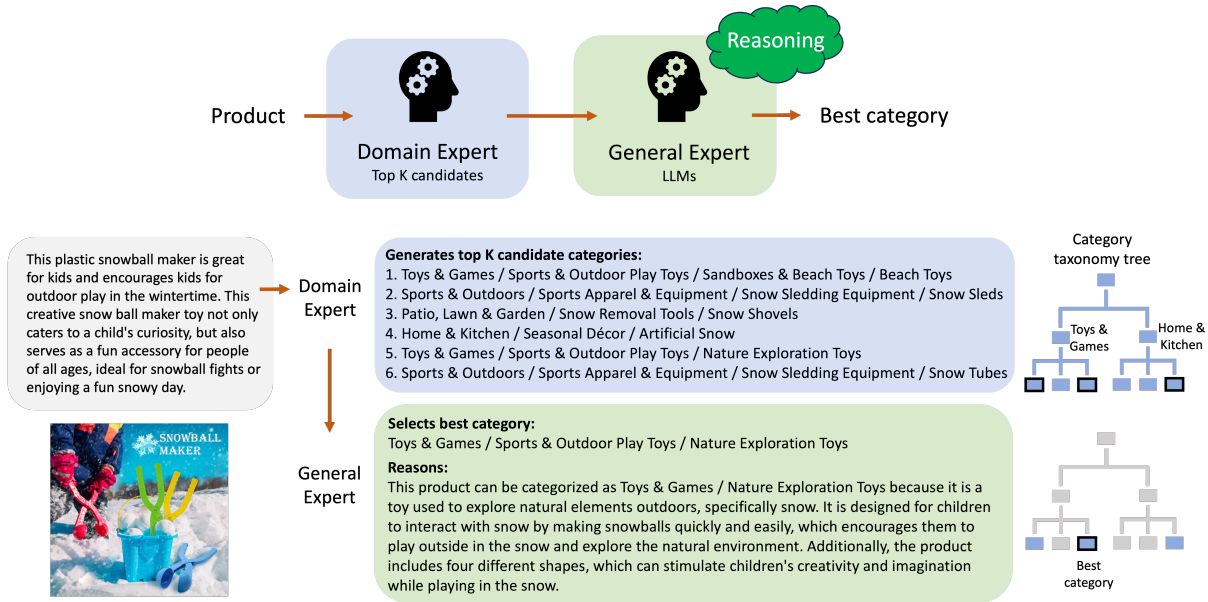 Reasoning
Product
Domain Expert
Top K candidates
General Expert
LLMs
Best category
This plastic snowball maker is great
for kids and encourages kids for
outdoor play in the wintertime. This
creative snow ball maker toy not only
caters to a child's curiosity, but also
serves as a fun accessory for people
of all ages, ideal for snowball fights or
enjoying a fun snowy day.
SNOWBALL
MAKER
Domain
Expert
Generates top K candidate categories:
1. Toys & Games / Sports & Outdoor Play Toys / Sandboxes & Beach Toys / Beach Toys
2. Sports & Outdoors / Sports Apparel & Equipment / Snow Sledding Equipment / Snow Sleds
3. Patio, Lawn & Garden / Snow Removal Tools / Snow Shovels
4. Home & Kitchen / Seasonal Décor / Artificial Snow
5. Toys & Games / Sports & Outdoor Play Toys / Nature Exploration Toys
6. Sports & Outdoors / Sports Apparel & Equipment / Snow Sledding Equipment / Snow Tubes
Category
taxonomy tree
Toys &
Games
Home &
Kitchen
General
Expert
Selects best category:
Toys & Games / Sports & Outdoor Play Toys / Nature Exploration Toys
Reasons:
This product can be categorized as Toys & Games / Nature Exploration Toys because it is a
toy used to explore natural elements outdoors, specifically snow. It is designed for children
to interact with snow by making snowballs quickly and easily, which encourages them to
play outside in the snow and explore the natural environment. Additionally, the product
includes four different shapes, which can stimulate children's creativity and imagination
while playing in the snow.
Best
category